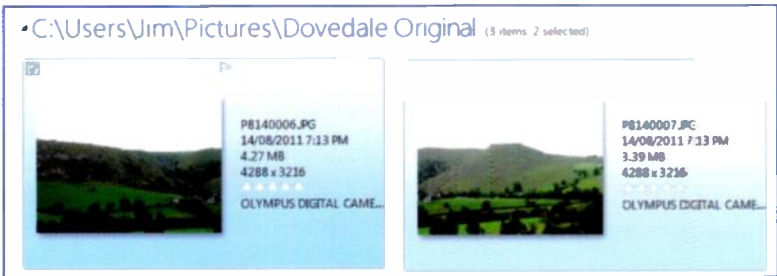 C:\Users\Jim\Pictures\Dovedale Original (3 items 2 selected)
P8140006.JPG
14/08/2011 7:13 PM
4.27 MB
4288 x 3216
OLYMPUS DIGITAL CAME...
P8140007.JPG
14/08/2011 7:13 PM
3.39 MB
4288 x 3216
OLYMPUS DIGITAL CAME...